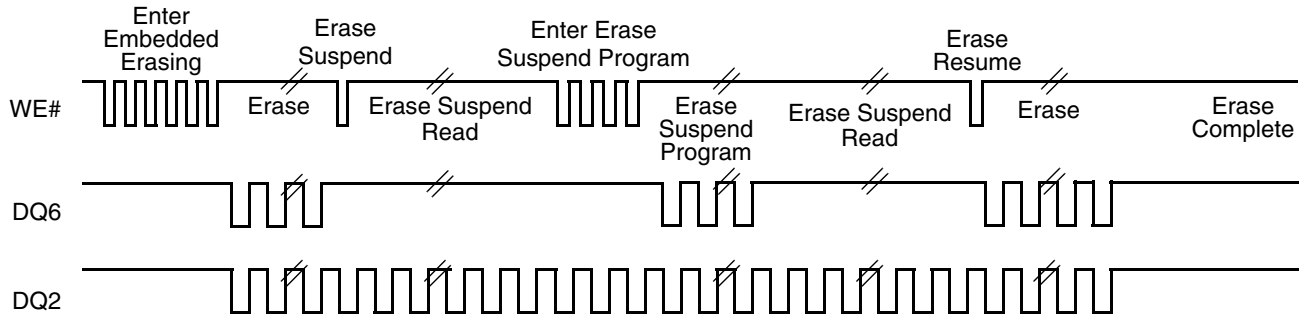 Enter
Embedded
Erasing
Erase
Suspend
Enter Erase
Suspend Program
Erase
Resume
WE#
Erase
Erase Suspend
Read
Erase
Suspend
Program
Erase Suspend
Read
Erase
Erase
Complete
DQ6
DQ2